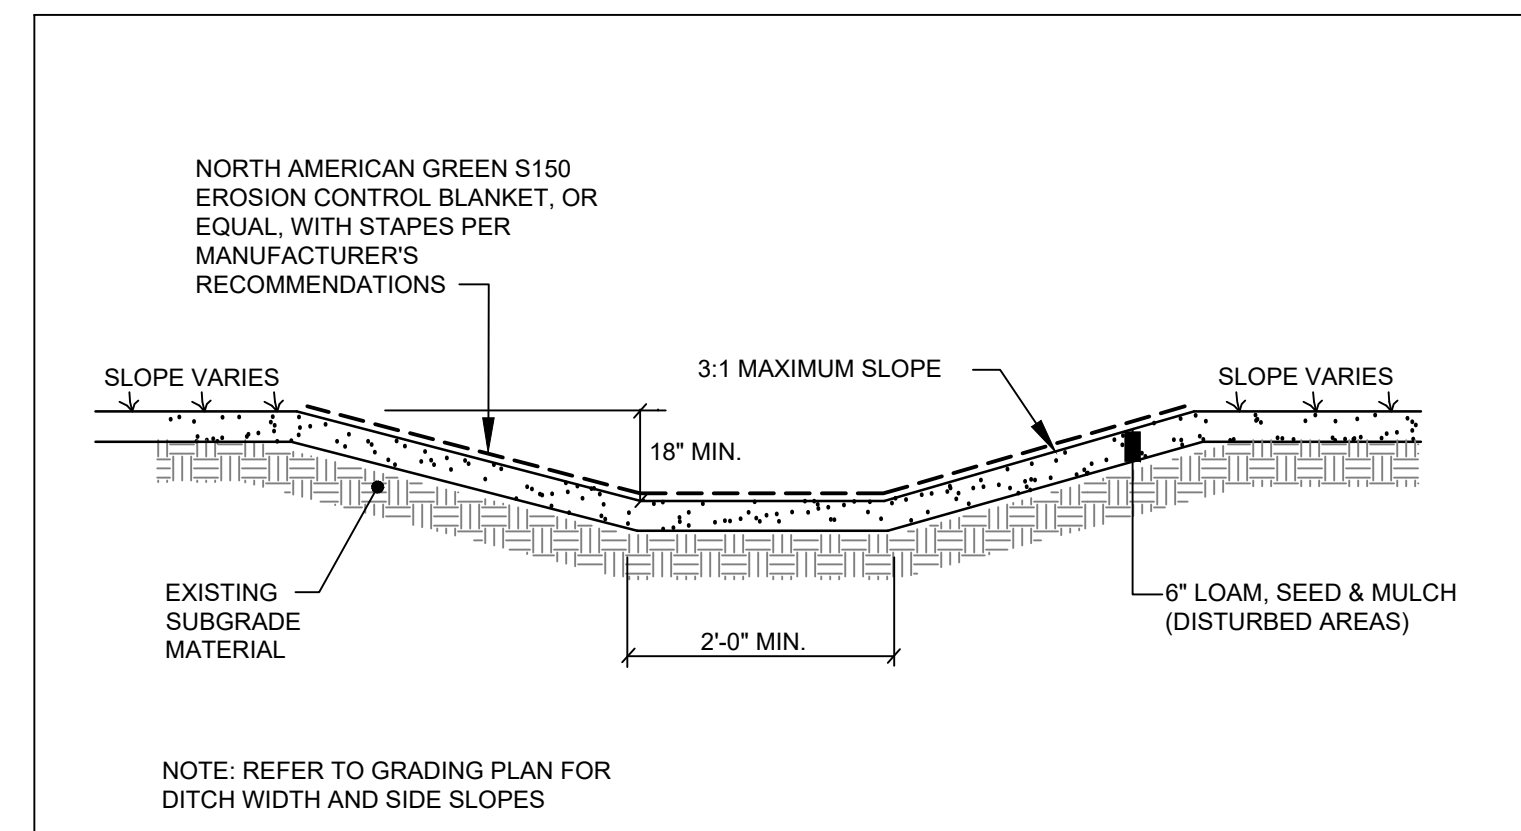 NORTH AMERICAN GREEN S150
EROSION CONTROL BLANKET, OR
EQUAL, WITH STAPES PER
MANUFACTURER'S
RECOMMENDATIONS
SLOPE VARIES
3:1 MAXIMUM SLOPE
SLOPE VARIES
18" MIN.
EXISTING
SUBGRADE
MATERIAL
2'-0" MIN.
6" LOAM, SEED & MULCH
(DISTURBED AREAS)
NOTE: REFER TO GRADING PLAN FOR
DITCH WIDTH AND SIDE SLOPES